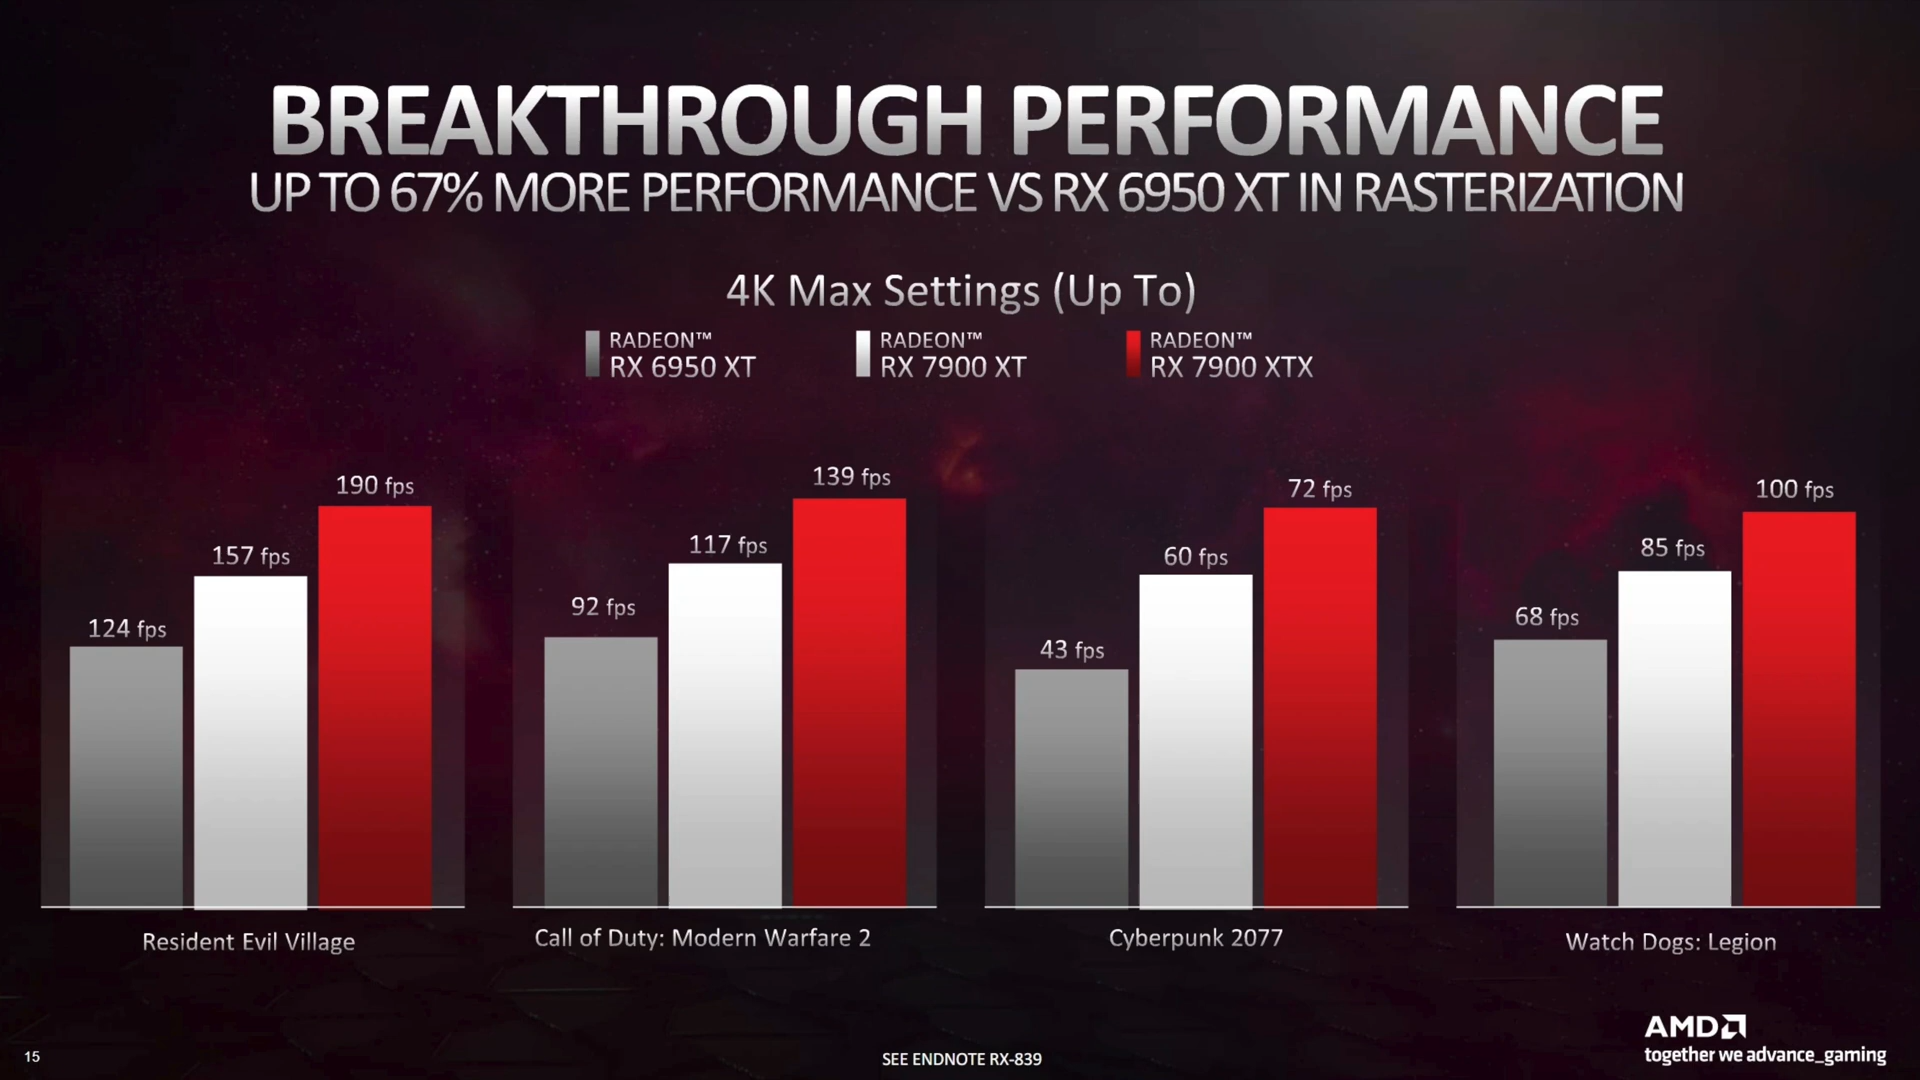 BREAKTHROUGH PERFORMANCE
UP TO 67% MORE PERFORMANCE VS RX 6950 XT IN RASTERIZATION
4K Max Settings (Up To)
RADEON™
RX 6950 XT
RADEON™
RX 7900 XT
RADEON™
RX 7900 XTX
124 fps
157 fps
190 fps
Resident Evil Village
92 fps
117 fps
139 fps
Call of Duty: Modern Warfare 2
43 fps
60 fps
72 fps
Cyberpunk 2077
68 fps
85 fps
100 fps
Watch Dogs: Legion
15
SEE ENDNOTE RX-839
AMD
together we advance_gaming